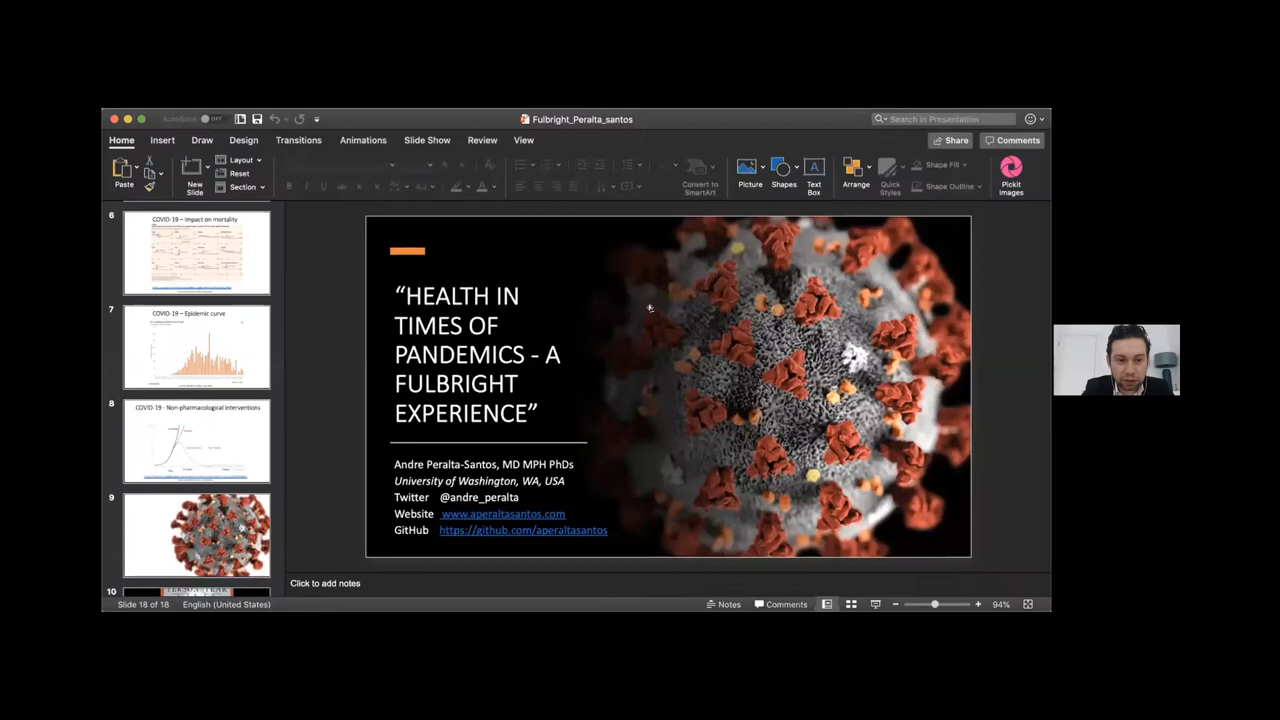 AutoSave OFF
Fulbright_Peralta_santos
Search in Presentation
Home Insert Draw Design Transitions Animations Slide Show Review View
Share Comments
Paste
New Slide
Layout
Reset
Section
Convert to SmartArt
Picture
Shapes
Text Box
Arrange
Quick Styles
Shape Fill
Shape Outline
Pickit Images
6
COVID-19 – Impact on mortality
7
COVID-19 – Epidemic curve
8
COVID-19 - Non-pharmacological interventions
9
10
“HEALTH IN
TIMES OF
PANDEMICS - A
FULBRIGHT
EXPERIENCE”
Andre Peralta-Santos, MD MPH PhDs
University of Washington, WA, USA
Twitter @andre_peralta
Website www.aperaltasantos.com
GitHub https://github.com/aperaltasantos
Click to add notes
Slide 18 of 18 English (United States)
Notes Comments 94%